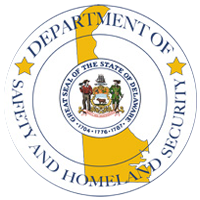 DEPARTMENT OF
SAFETY AND HOMELAND SECURITY
GREAT SEAL OF THE STATE OF DELAWARE
1704 • 1776 • 1787